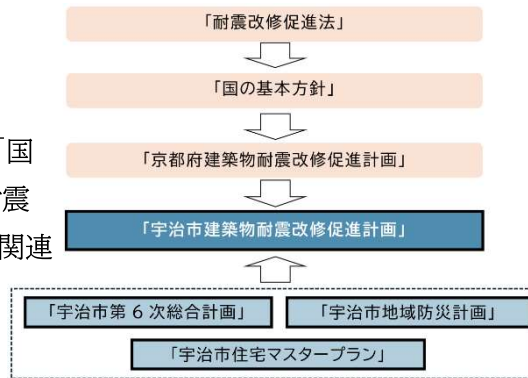 「耐震改修促進法」
「国の基本方針」
「国
「京都府建築物耐震改修促進計画」
震
「宇治市建築物耐震改修促進計画」
関連
「宇治市第6次総合計画」
「宇治市地域防災計画」
「宇治市住宅マスタープラン」